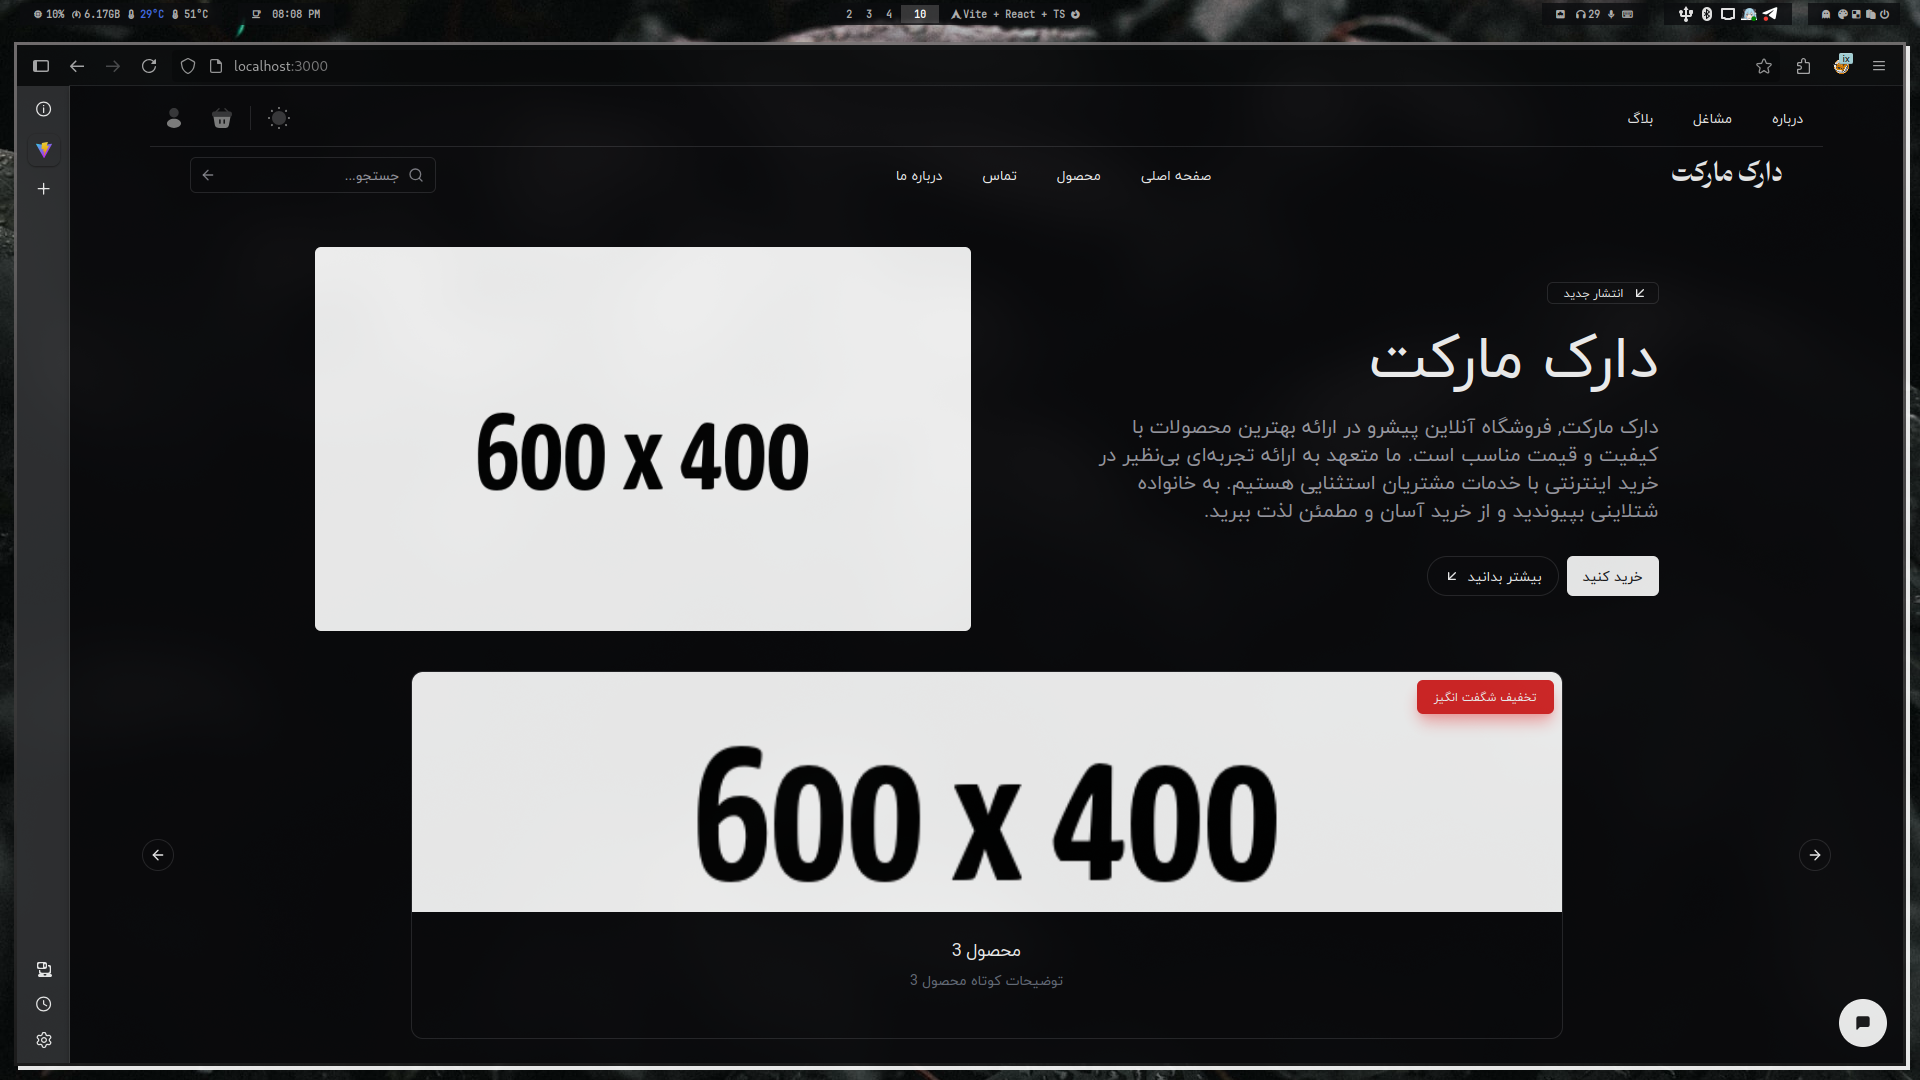 10% 6.17GB 29°C 51°C 08:08 PM
2 3 4 10 Vite + React + TS
29
localhost:3000
درباره مشاغل بلاگ
دارک مارکت
صفحه اصلی محصول تماس درباره ما
جستجو...
انتشار جدید
دارک مارکت
دارک مارکت, فروشگاه آنلاین پیشرو در ارائه بهترین محصولات با
کیفیت و قیمت مناسب است. ما متعهد به ارائه تجربه‌ای بی‌نظیر در
خرید اینترنتی با خدمات مشتریان استثنایی هستیم. به خانواده
شتلاینی بپیوندید و از خرید آسان و مطمئن لذت ببرید.
خرید کنید بیشتر بدانید
600 x 400
تخفیف شگفت انگیز
600 x 400
محصول 3
توضیحات کوتاه محصول 3